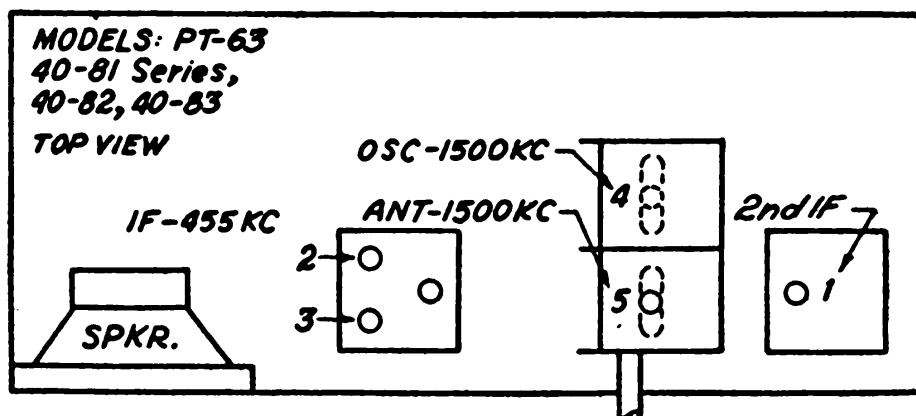 MODELS: PT-63
40-81 Series,
40-82, 40-83
TOP VIEW
OSC-1500KC
4
IF-455KC
ANT-1500KC
2nd IF
2
3
5
1
SPKR.